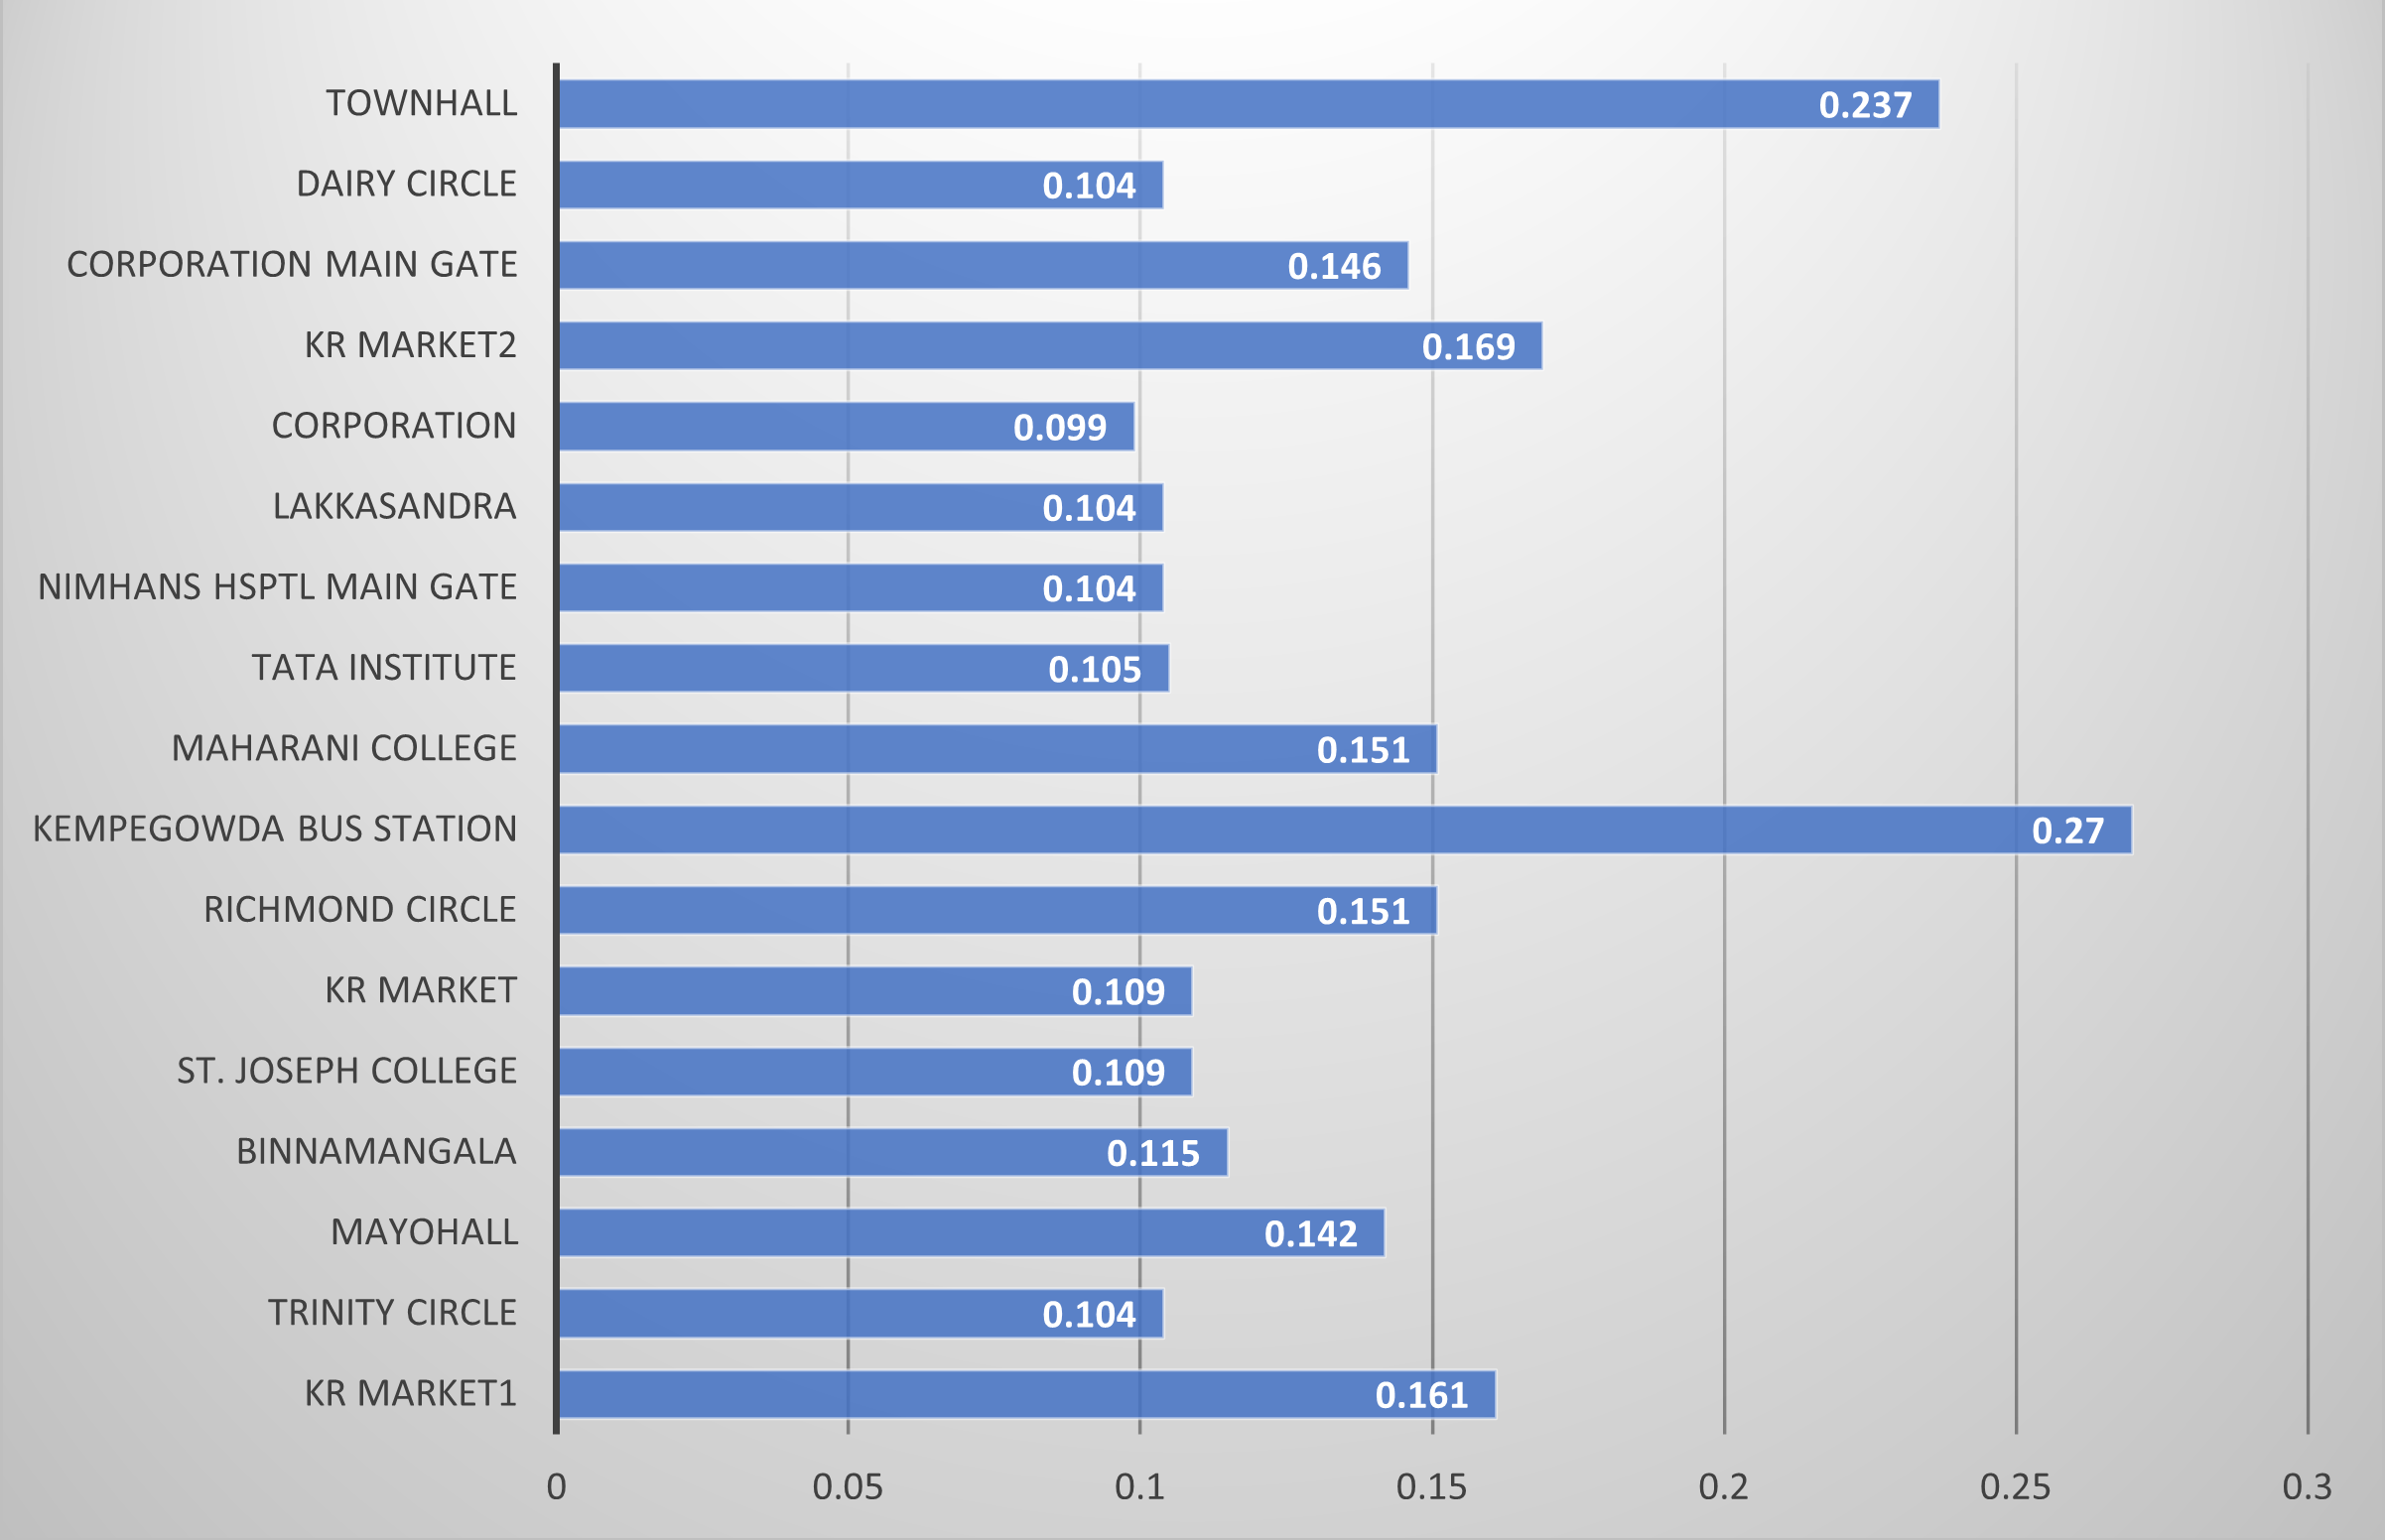 TOWNHALL 0.237
DAIRY CIRCLE 0.104
CORPORATION MAIN GATE 0.146
KR MARKET2 0.169
CORPORATION 0.099
LAKKASANDRA 0.104
NIMHANS HSPTL MAIN GATE 0.104
TATA INSTITUTE 0.105
MAHARANI COLLEGE 0.151
KEMPEGOWDA BUS STATION 0.27
RICHMOND CIRCLE 0.151
KR MARKET 0.109
ST. JOSEPH COLLEGE 0.109
BINNAMANGALA 0.115
MAYOHALL 0.142
TRINITY CIRCLE 0.104
KR MARKET1 0.161
0 0.05 0.1 0.15 0.2 0.25 0.3